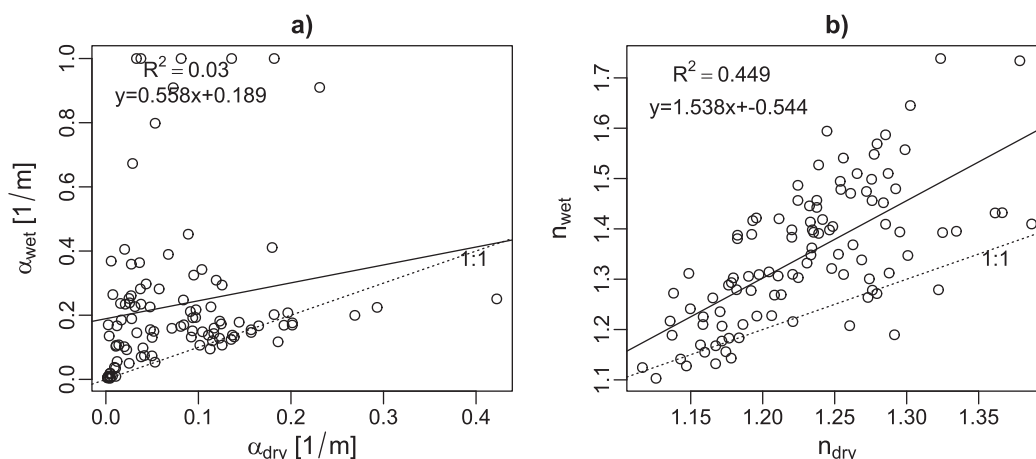 a)
R² = 0.03
y=0.558x+0.189
1:1
0.0 0.2 0.4 0.6 0.8 1.0
α_wet [1/m]
0.0 0.1 0.2 0.3 0.4
α_dry [1/m]
b)
R² = 0.449
y=1.538x+-0.544
1:1
1.1 1.2 1.3 1.4 1.5 1.6 1.7
n_wet
1.15 1.20 1.25 1.30 1.35
n_dry